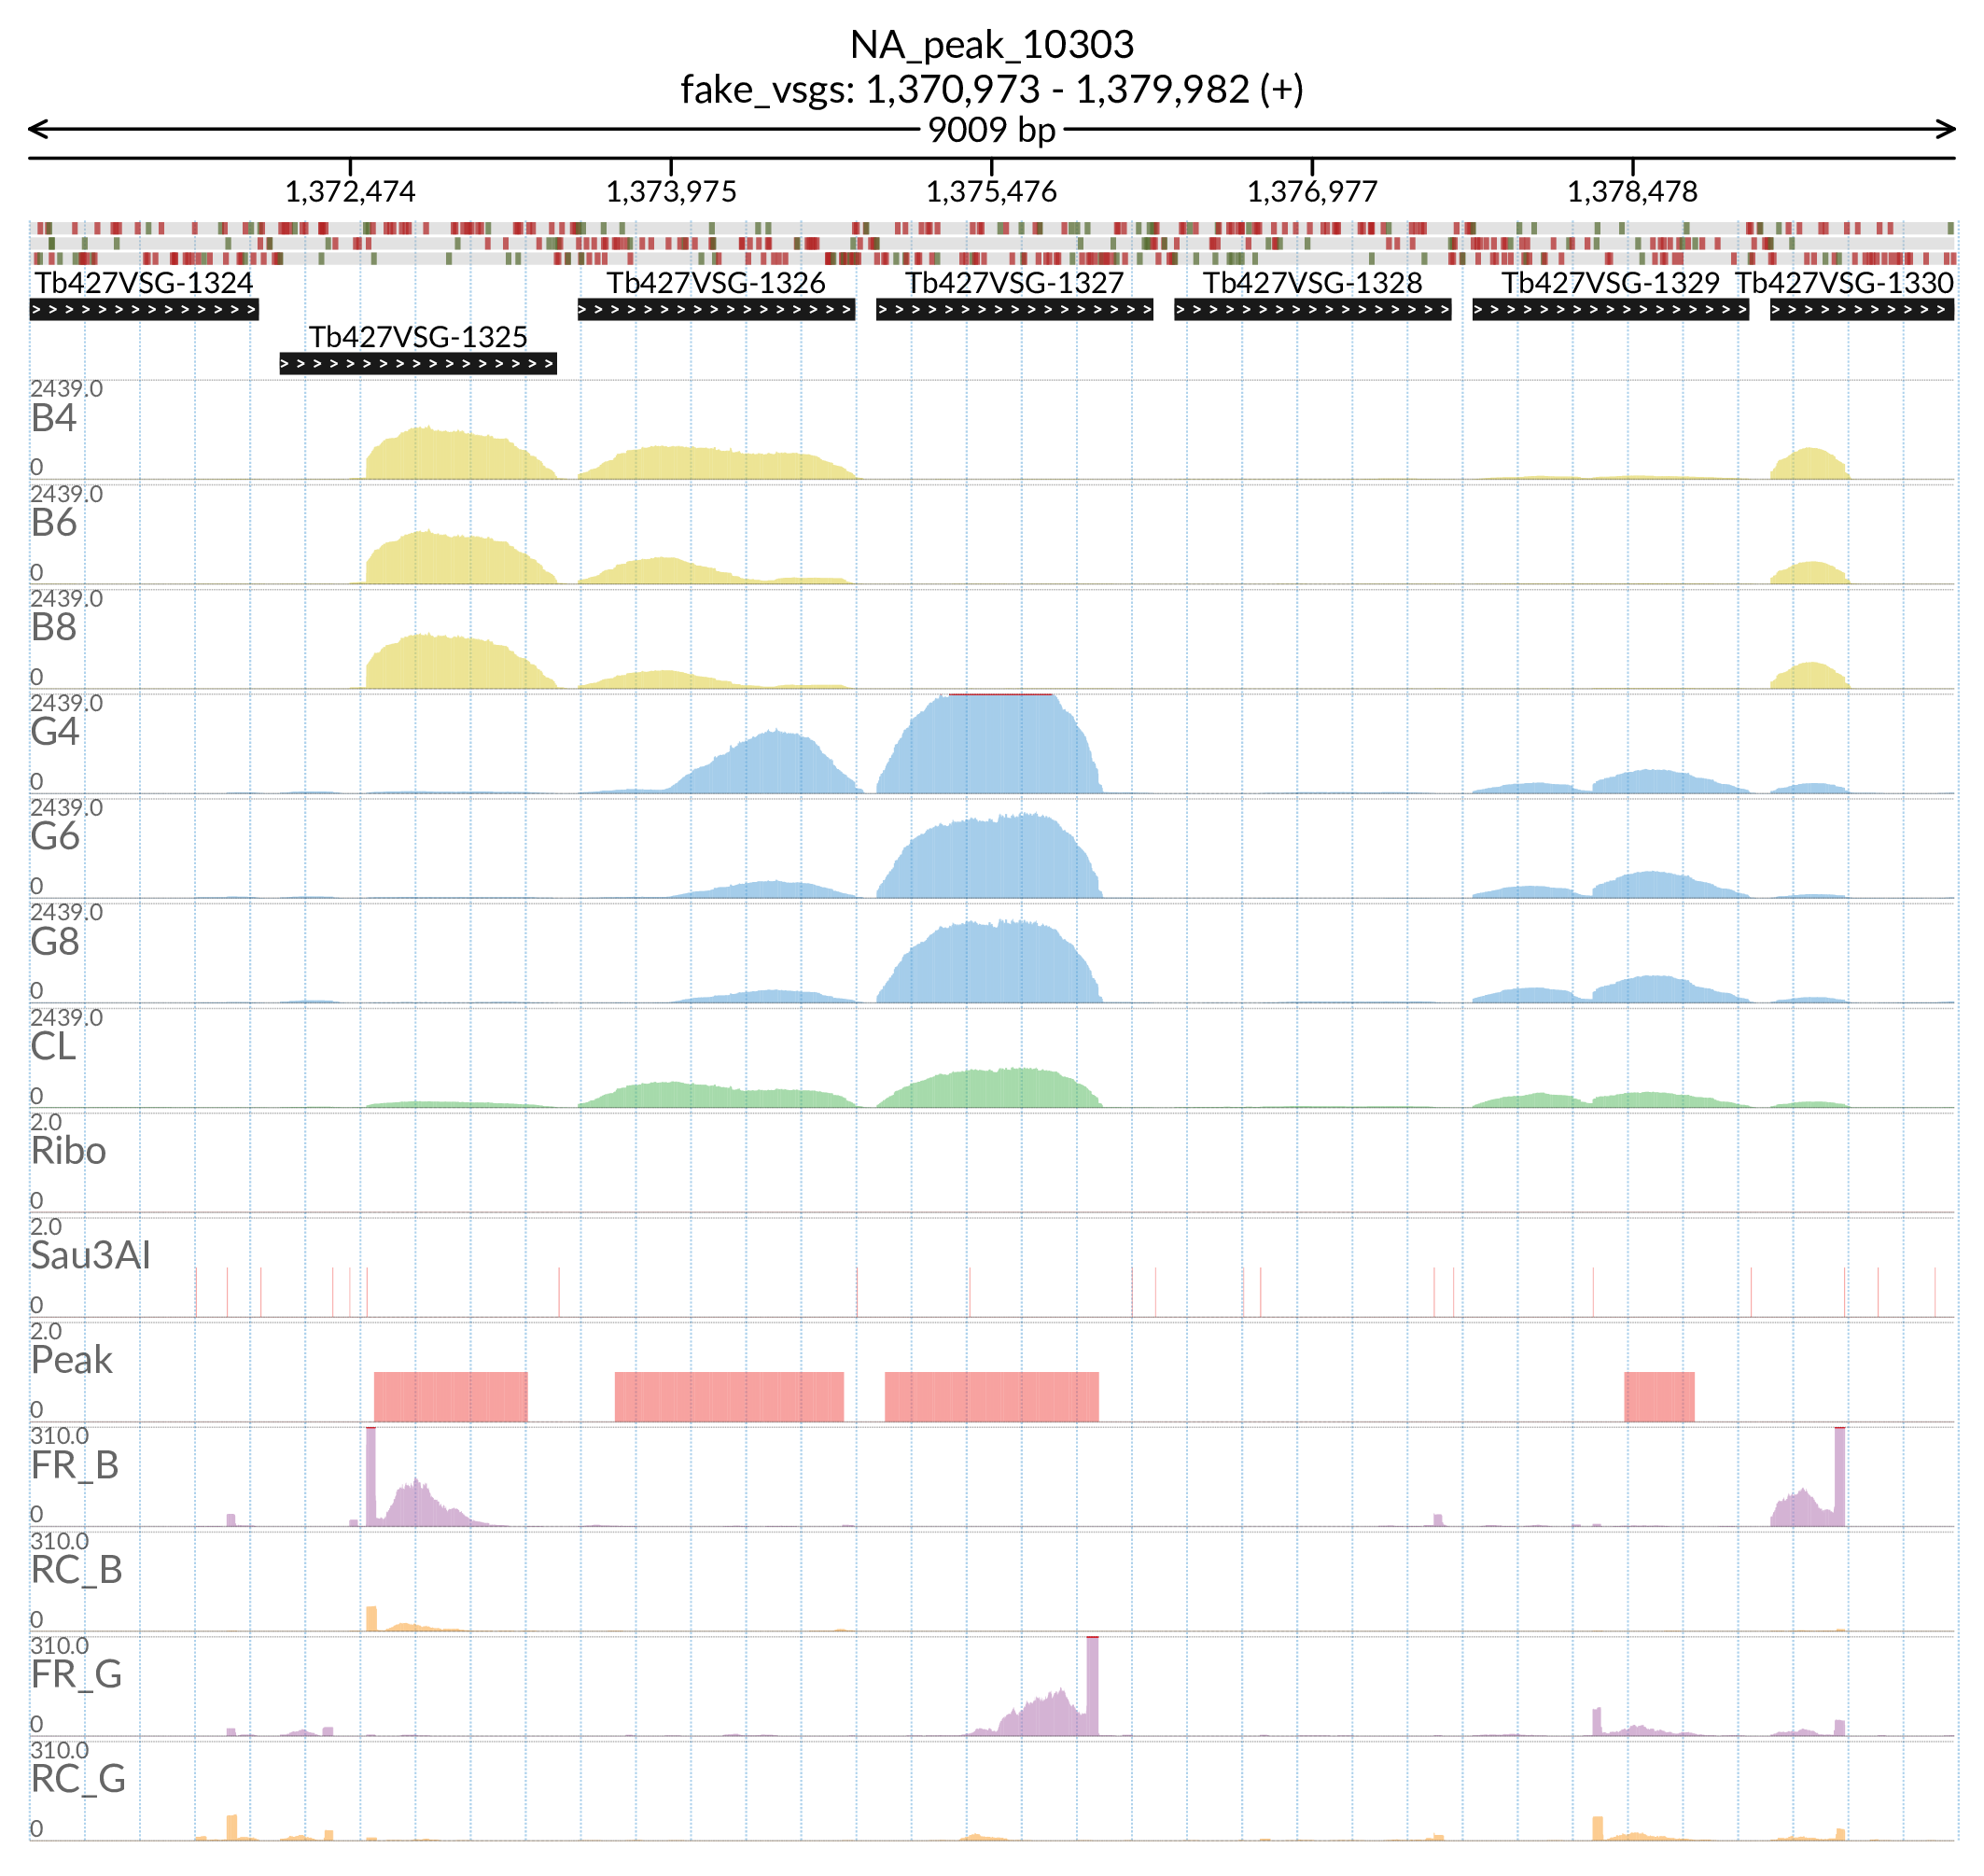 NA_peak_10303
fake_vsgs: 1,370,973 - 1,379,982 (+)
9009 bp
1,372,474 1,373,975 1,375,476 1,376,977 1,378,478
Tb427VSG-1324 Tb427VSG-1326 Tb427VSG-1327 Tb427VSG-1328 Tb427VSG-1329 Tb427VSG-1330
Tb427VSG-1325
2439.0
B4
0
2439.0
B6
0
2439.0
B8
0
2439.0
G4
0
2439.0
G6
0
2439.0
G8
0
2439.0
CL
0
2.0
Ribo
0
2.0
Sau3AI
0
2.0
Peak
0
310.0
FR_B
0
310.0
RC_B
0
310.0
FR_G
0
310.0
RC_G
0